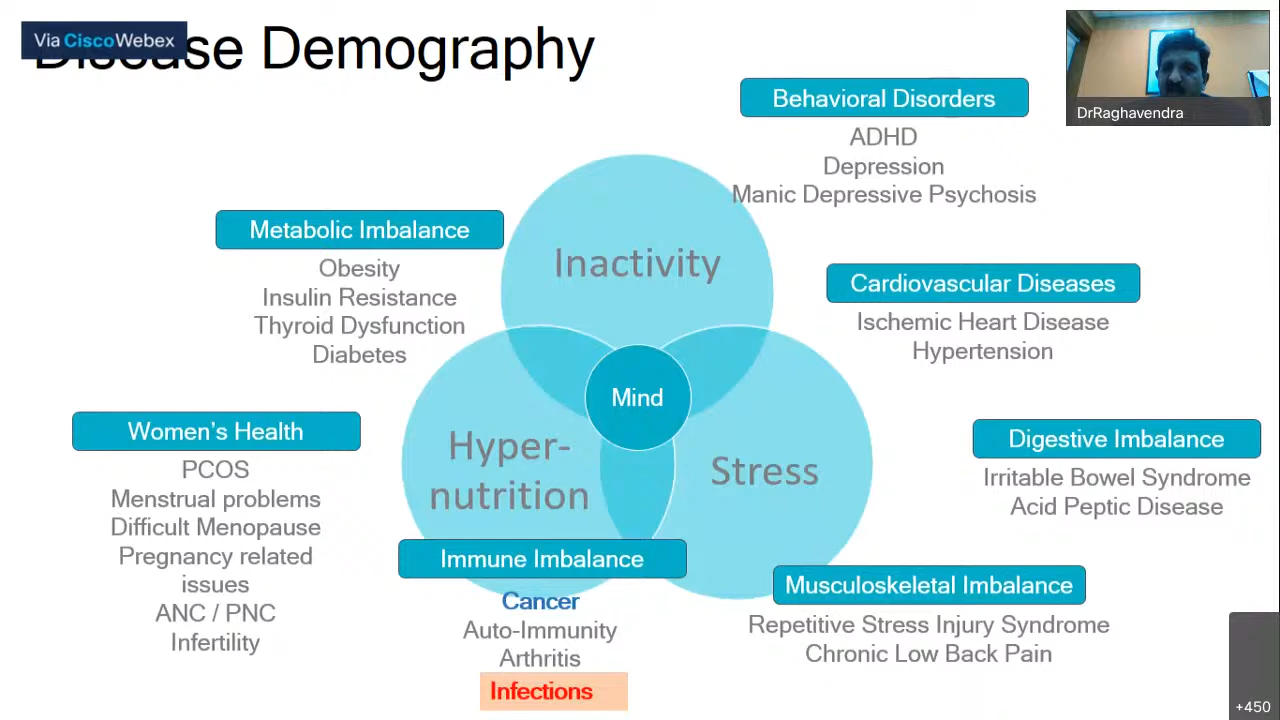 Via CiscoWebex
Disease Demography
DrRaghavendra
Behavioral Disorders
ADHD
Depression
Manic Depressive Psychosis
Metabolic Imbalance
Obesity
Insulin Resistance
Thyroid Dysfunction
Diabetes
Inactivity
Cardiovascular Diseases
Ischemic Heart Disease
Hypertension
Mind
Women's Health
PCOS
Menstrual problems
Difficult Menopause
Pregnancy related
issues
ANC / PNC
Infertility
Hyper-
nutrition
Stress
Digestive Imbalance
Irritable Bowel Syndrome
Acid Peptic Disease
Immune Imbalance
Cancer
Auto-Immunity
Arthritis
Infections
Musculoskeletal Imbalance
Repetitive Stress Injury Syndrome
Chronic Low Back Pain
+450